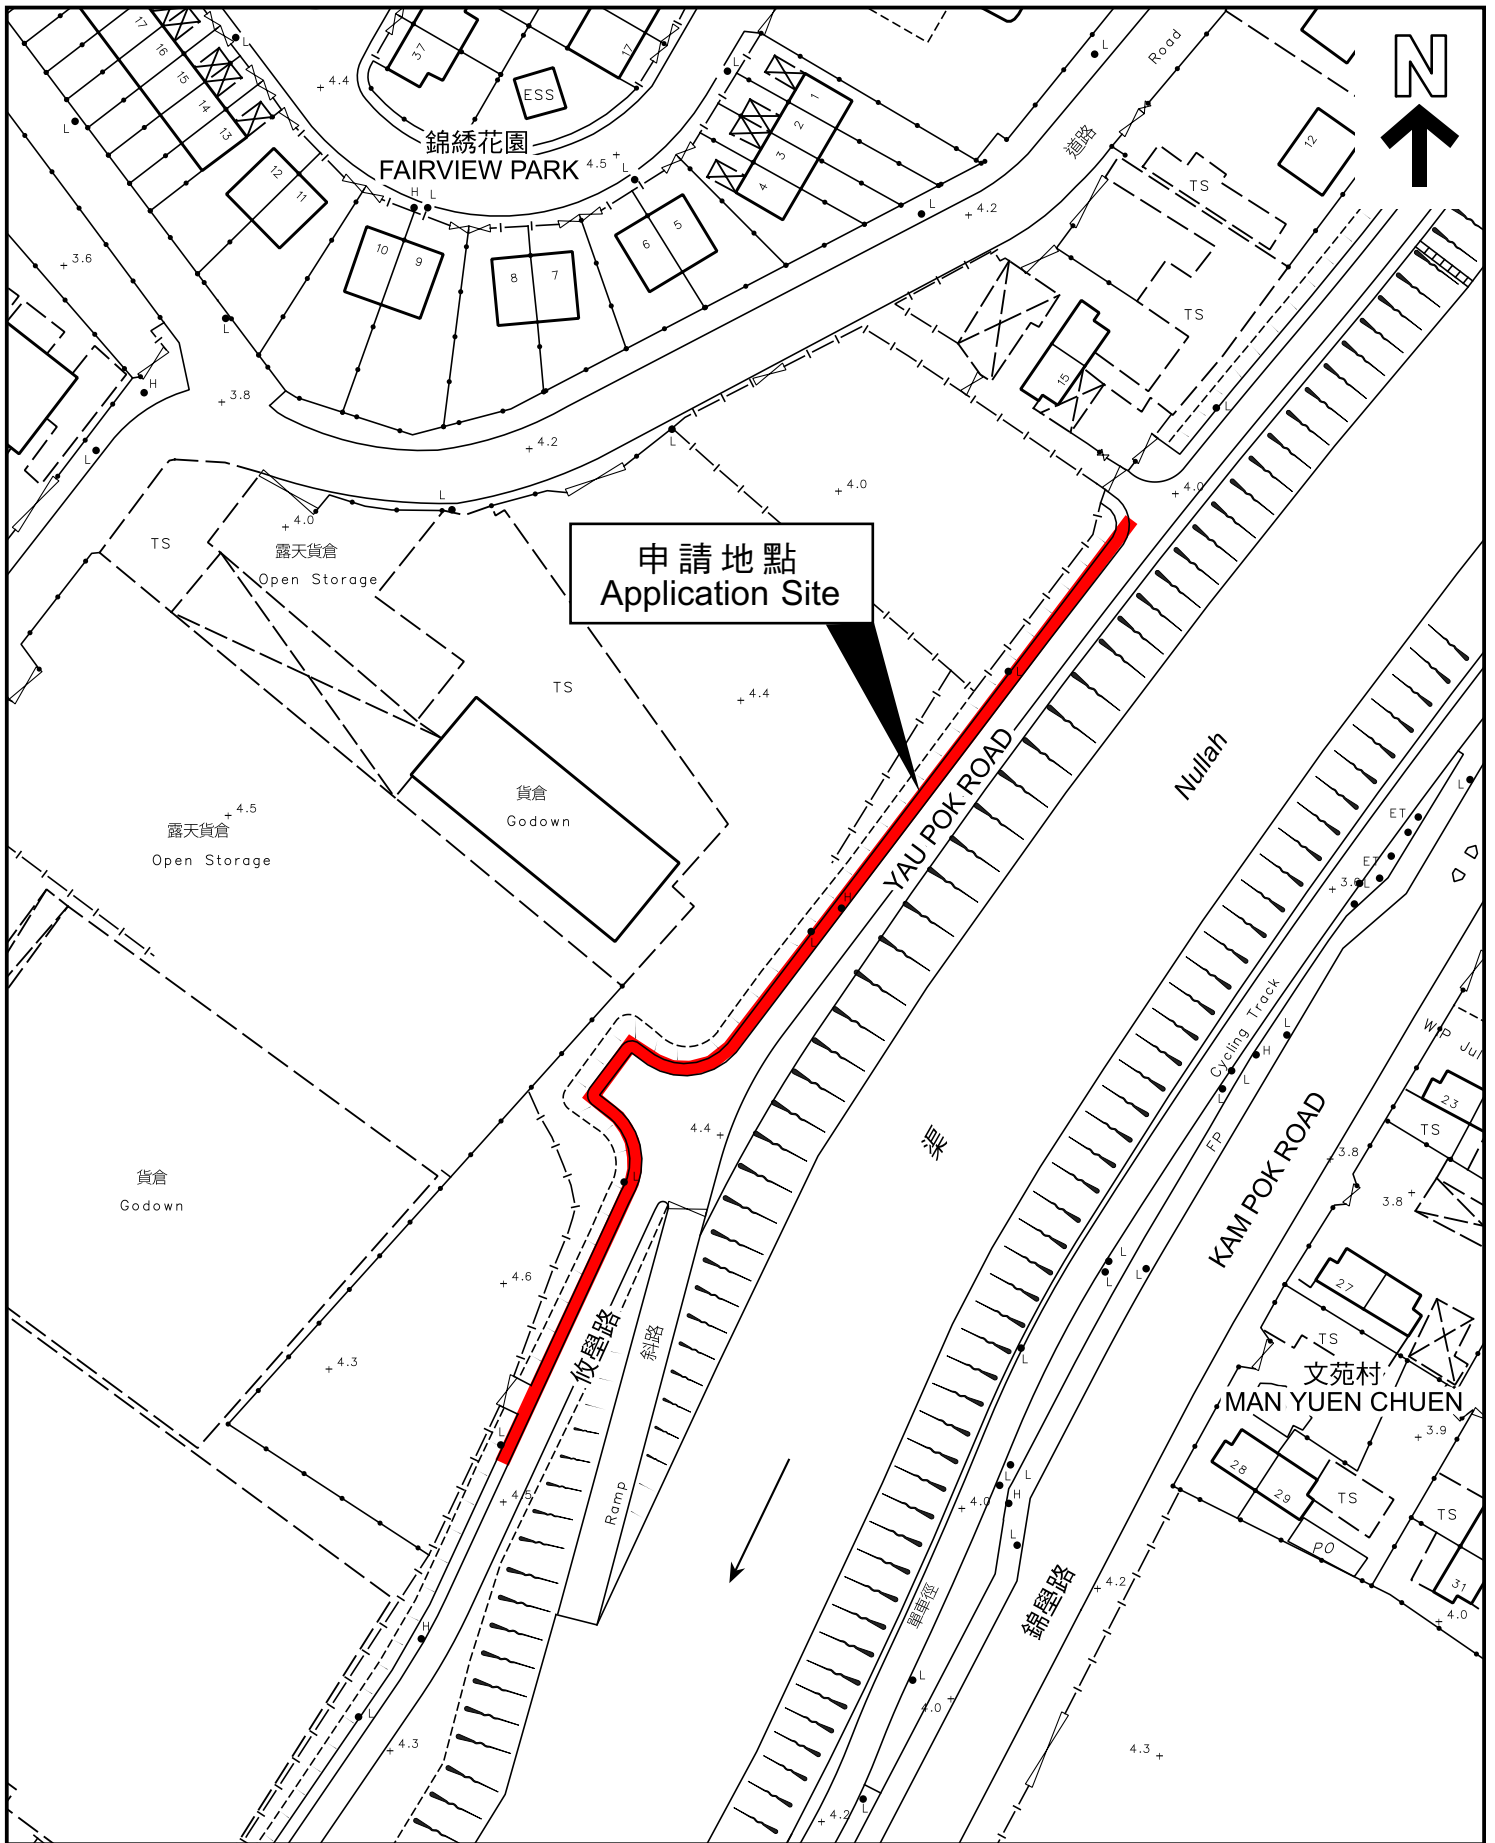 N
17
16
15
14
13
37
17
ESS
錦綉花園
FAIRVIEW PARK
Road
道路
1
2
3
4
12
11
10
9
8
7
6
5
12
TS
TS
15
+4.4
4.5+
+4.2
+3.6
+3.8
+4.2
+4.0
+4.0
+4.0
TS
露天貨倉
Open Storage
申請地點
Application Site
TS
+4.4
YAU POK ROAD
Nullah
貨倉
Godown
+4.5
露天貨倉
Open Storage
ET
ET
Cycling Track
FP
23
TS
KAM POK ROAD
渠
4.4+
貨倉
Godown
+3.8
3.8+
27
TS
+4.6
攸壆路
斜路
+4.3
文苑村
MAN YUEN CHUEN
+3.9
28
29
TS
TS
PO
31
+4.5
Ramp
+4.0
單車徑
錦壆路
+4.2
+4.0
4.0+
+4.3
4.3+
+4.2